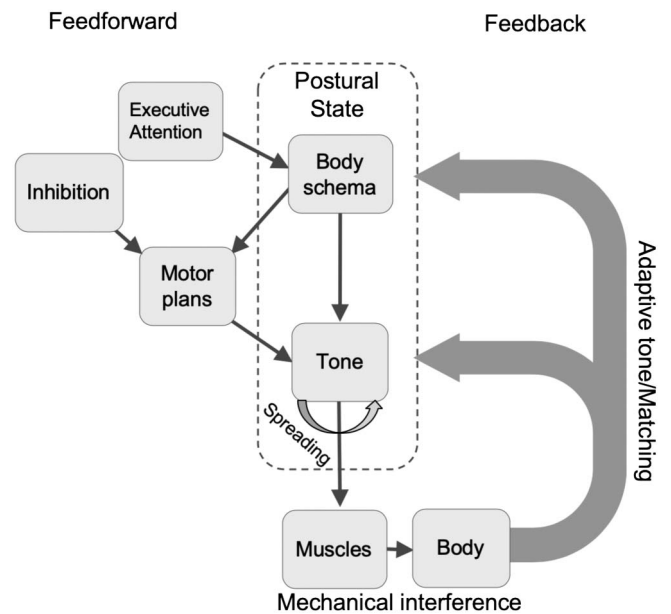 Feedforward
Feedback
Postural
State
Executive
Attention
Body
schema
Inhibition
Motor
plans
Tone
Spreading
Adaptive tone/Matching
Muscles
Body
Mechanical interference